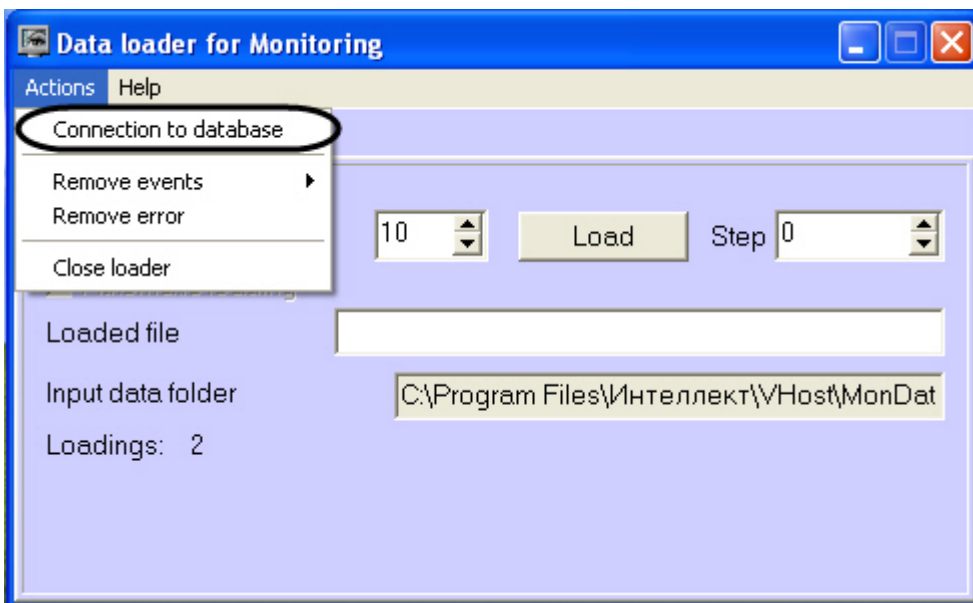 Data loader for Monitoring
Actions Help
Connection to database
Remove events
Remove error
Close loader
10 Load Step 0
Loaded file
Input data folder C:\Program Files\Интеллект\VHost\MonDat
Loadings: 2